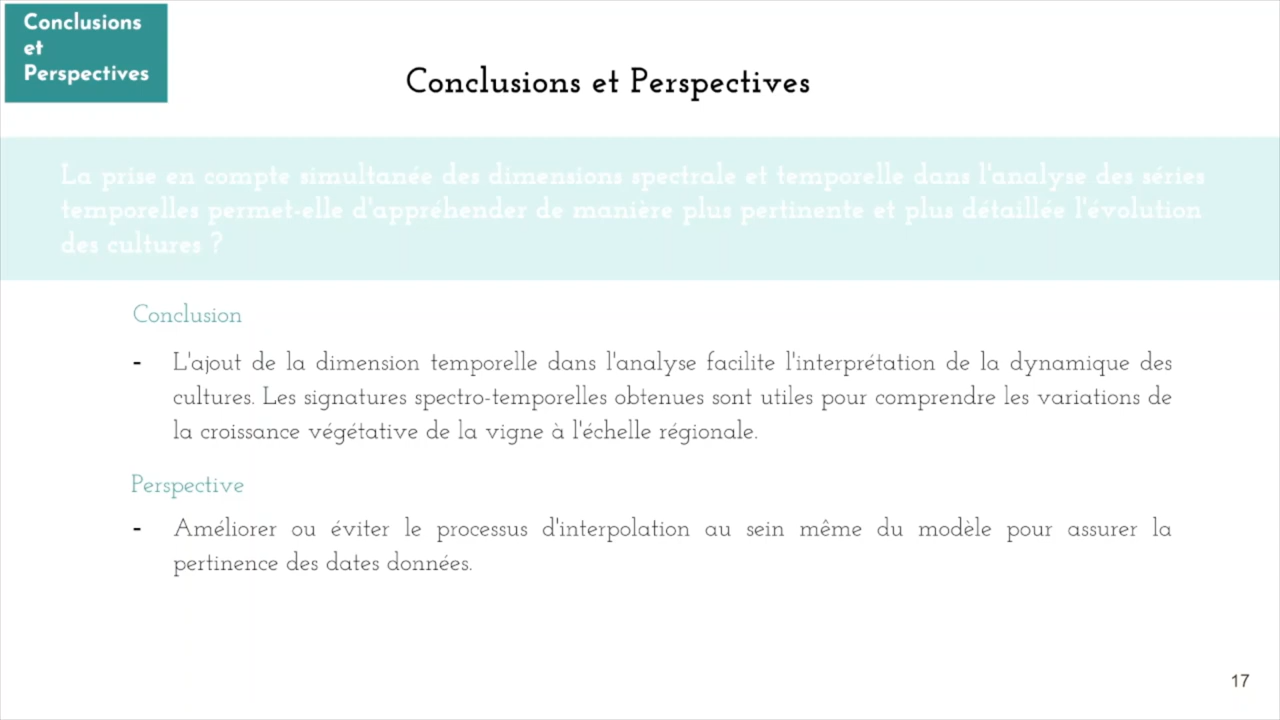 Conclusions
et
Perspectives
Conclusions et Perspectives
La prise en compte simultanée des dimensions spectrale et temporelle dans l'analyse des séries
temporelles permet-elle d'appréhender de manière plus pertinente et plus détaillée l'évolution
des cultures ?
Conclusion
- L'ajout de la dimension temporelle dans l'analyse facilite l'interprétation de la dynamique des
cultures. Les signatures spectro-temporelles obtenues sont utiles pour comprendre les variations de
la croissance végétative de la vigne à l'échelle régionale.
Perspective
- Améliorer ou éviter le processus d'interpolation au sein même du modèle pour assurer la
pertinence des dates données.
17